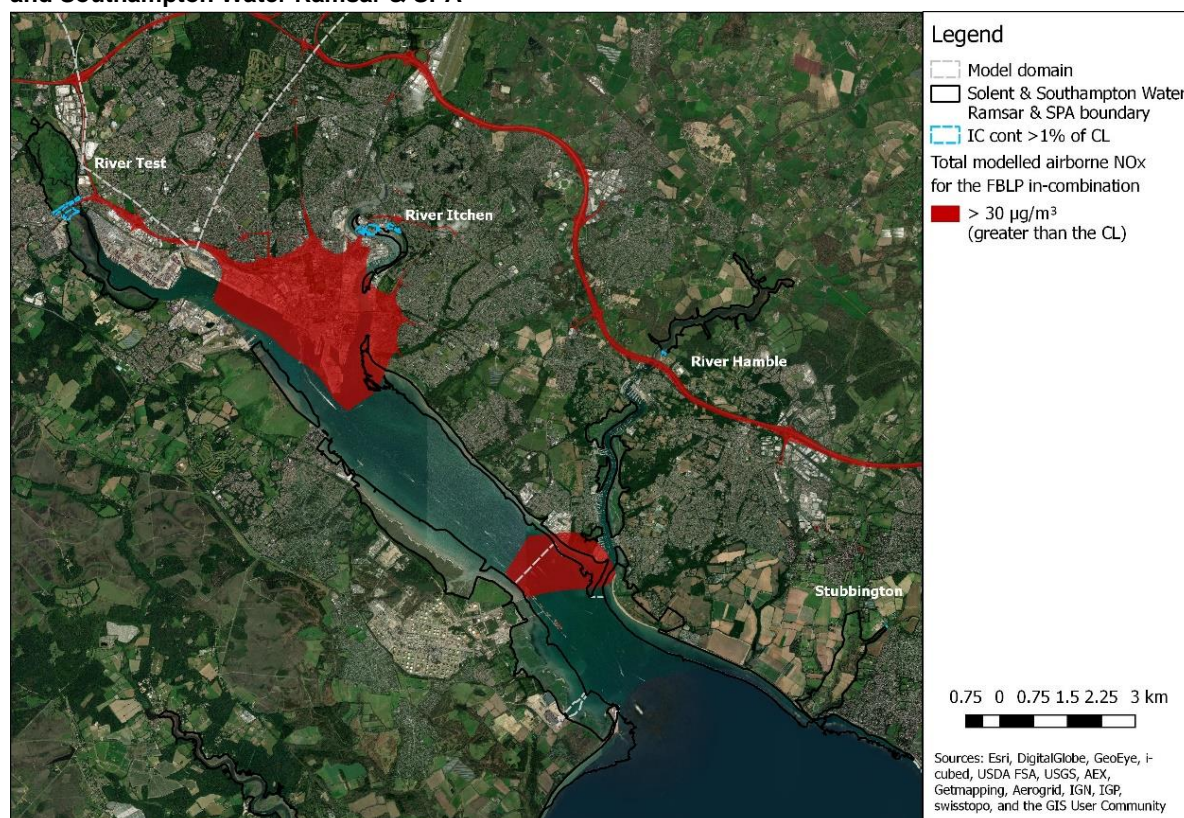 and Southampton Water Ramsar & SPA
Legend
Model domain
Solent & Southampton Water
Ramsar & SPA boundary
IC cont >1% of CL
Total modelled airborne NOx
for the FBLP in-combination
> 30 µg/m³
(greater than the CL)
River Test
River Itchen
River Hamble
Stubbington
0.75 0 0.75 1.5 2.25 3 km
Sources: Esri, DigitalGlobe, GeoEye, i-
cubed, USDA FSA, USGS, AEX,
Getmapping, Aerogrid, IGN, IGP,
swisstopo, and the GIS User Community